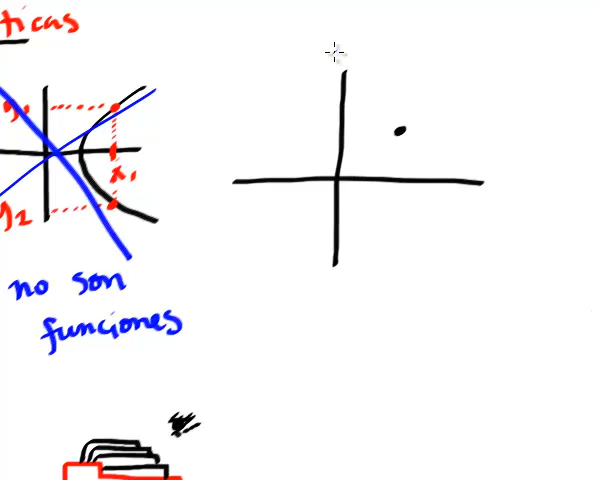 ticas
y₁
x₁
y₂
no son
funciones